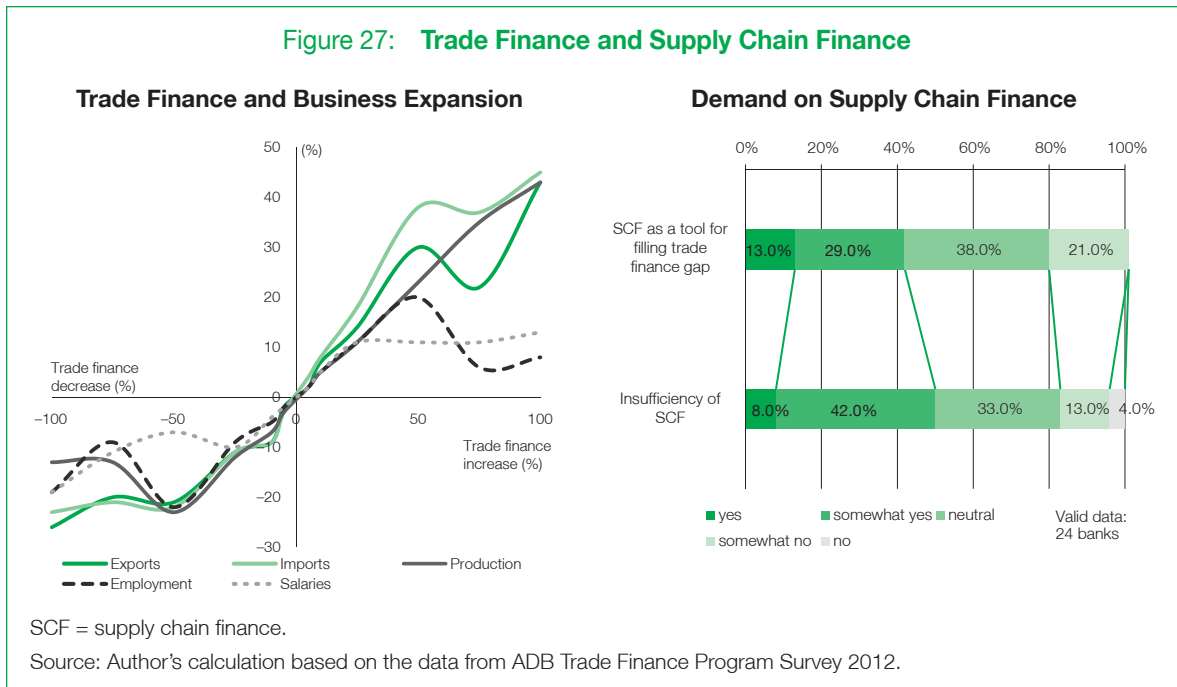 Figure 27: Trade Finance and Supply Chain Finance
Trade Finance and Business Expansion
50
(%)
40
30
20
10
0
–10
–20
–30
Trade finance
decrease (%)
–100
–50
0
50
100
Trade finance
increase (%)
Exports
Imports
Production
Employment
Salaries
Demand on Supply Chain Finance
0% 20% 40% 60% 80% 100%
SCF as a tool for
filling trade
finance gap
13.0% 29.0% 38.0% 21.0%
Insufficiency of
SCF
8.0% 42.0% 33.0% 13.0% 4.0%
yes somewhat yes neutral
somewhat no no
Valid data:
24 banks
SCF = supply chain finance.
Source: Author’s calculation based on the data from ADB Trade Finance Program Survey 2012.